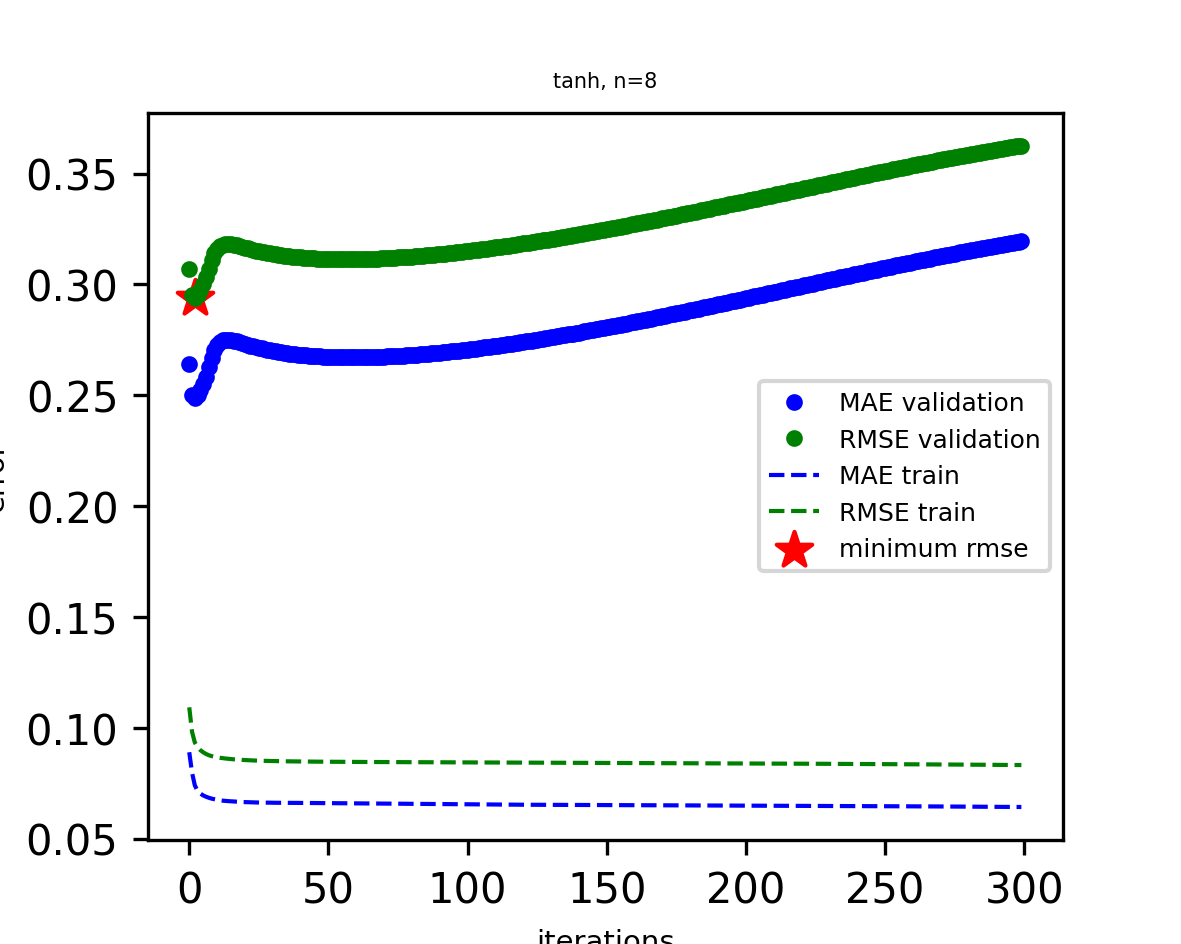 tanh, n=8
0.35
0.30
0.25
0.20
0.15
0.10
0.05
MAE validation
RMSE validation
MAE train
RMSE train
minimum rmse
0 50 100 150 200 250 300
iterations